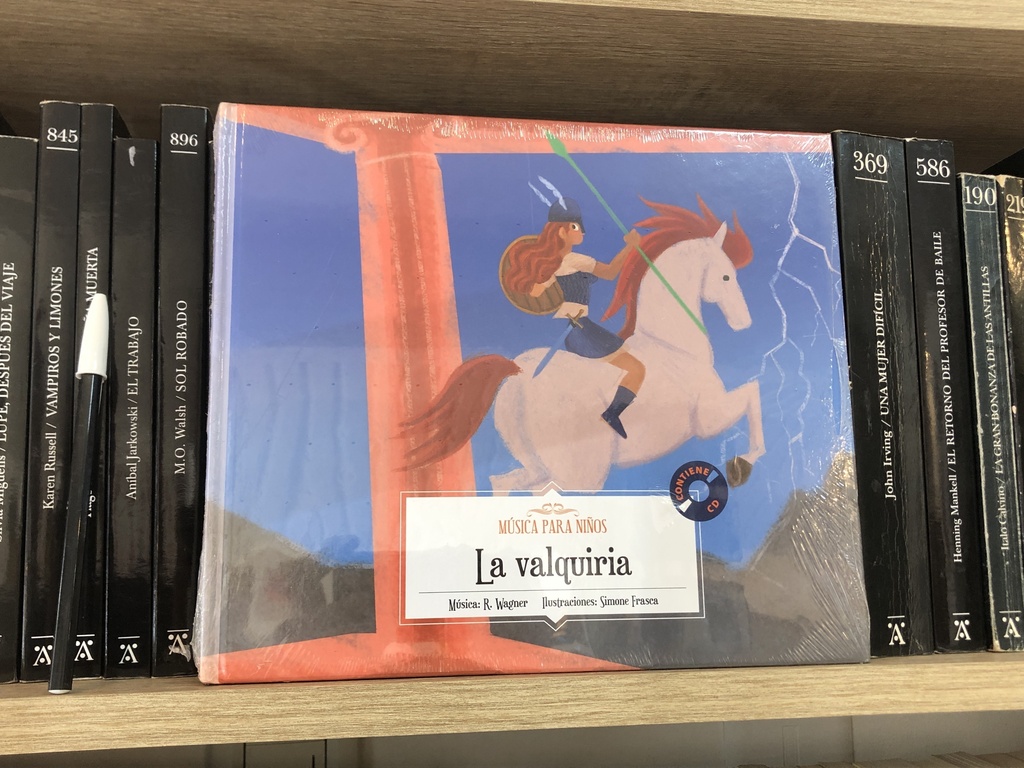 LUPE, DESPUÉS DEL VIAJE
845
Karen Russell / VAMPIROS Y LIMONES
MUERTA
Aníbal Jarkowski / EL TRABAJO
896
M.O. Walsh / SOL ROBADO
CONTIENE
CD
MÚSICA PARA NIÑOS
La valquiria
Música: R. Wagner Ilustraciones: Simone Frasca
369
John Irving / UNA MUJER DIFÍCIL
586
Henning Mankell / EL RETORNO DEL PROFESOR DE BAILE
190
Italo Calvino / LA GRAN BONANZA DE LAS ANTILLAS
A
A
A
A
A
A
A